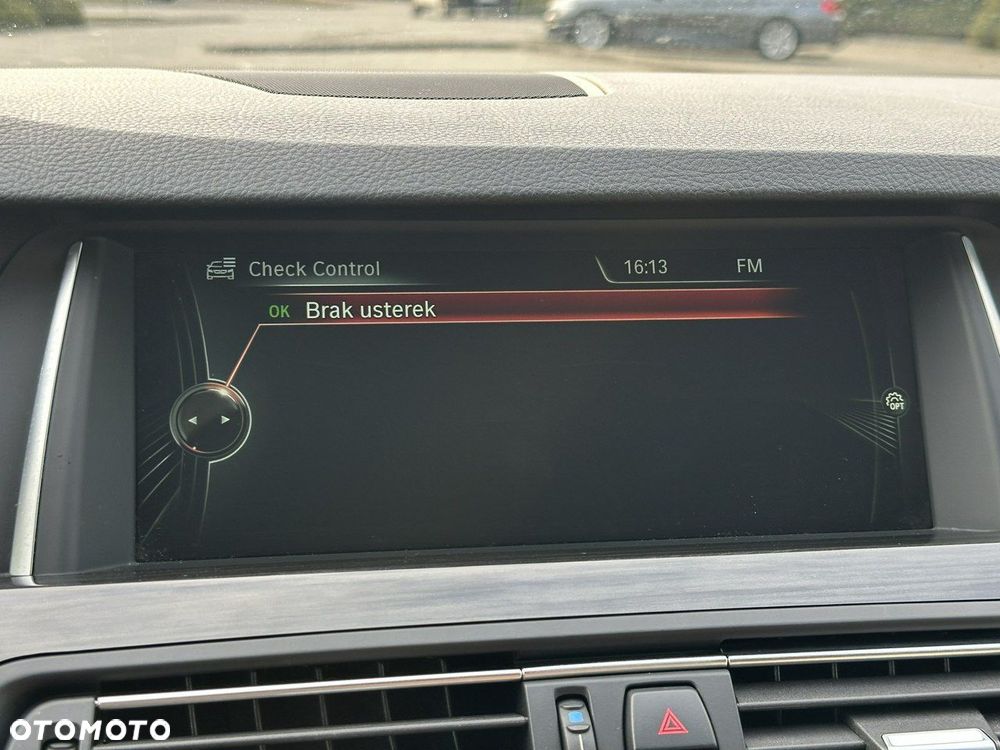 Check Control 16:13 FM
OK Brak usterek
OPT
OTOMOTO